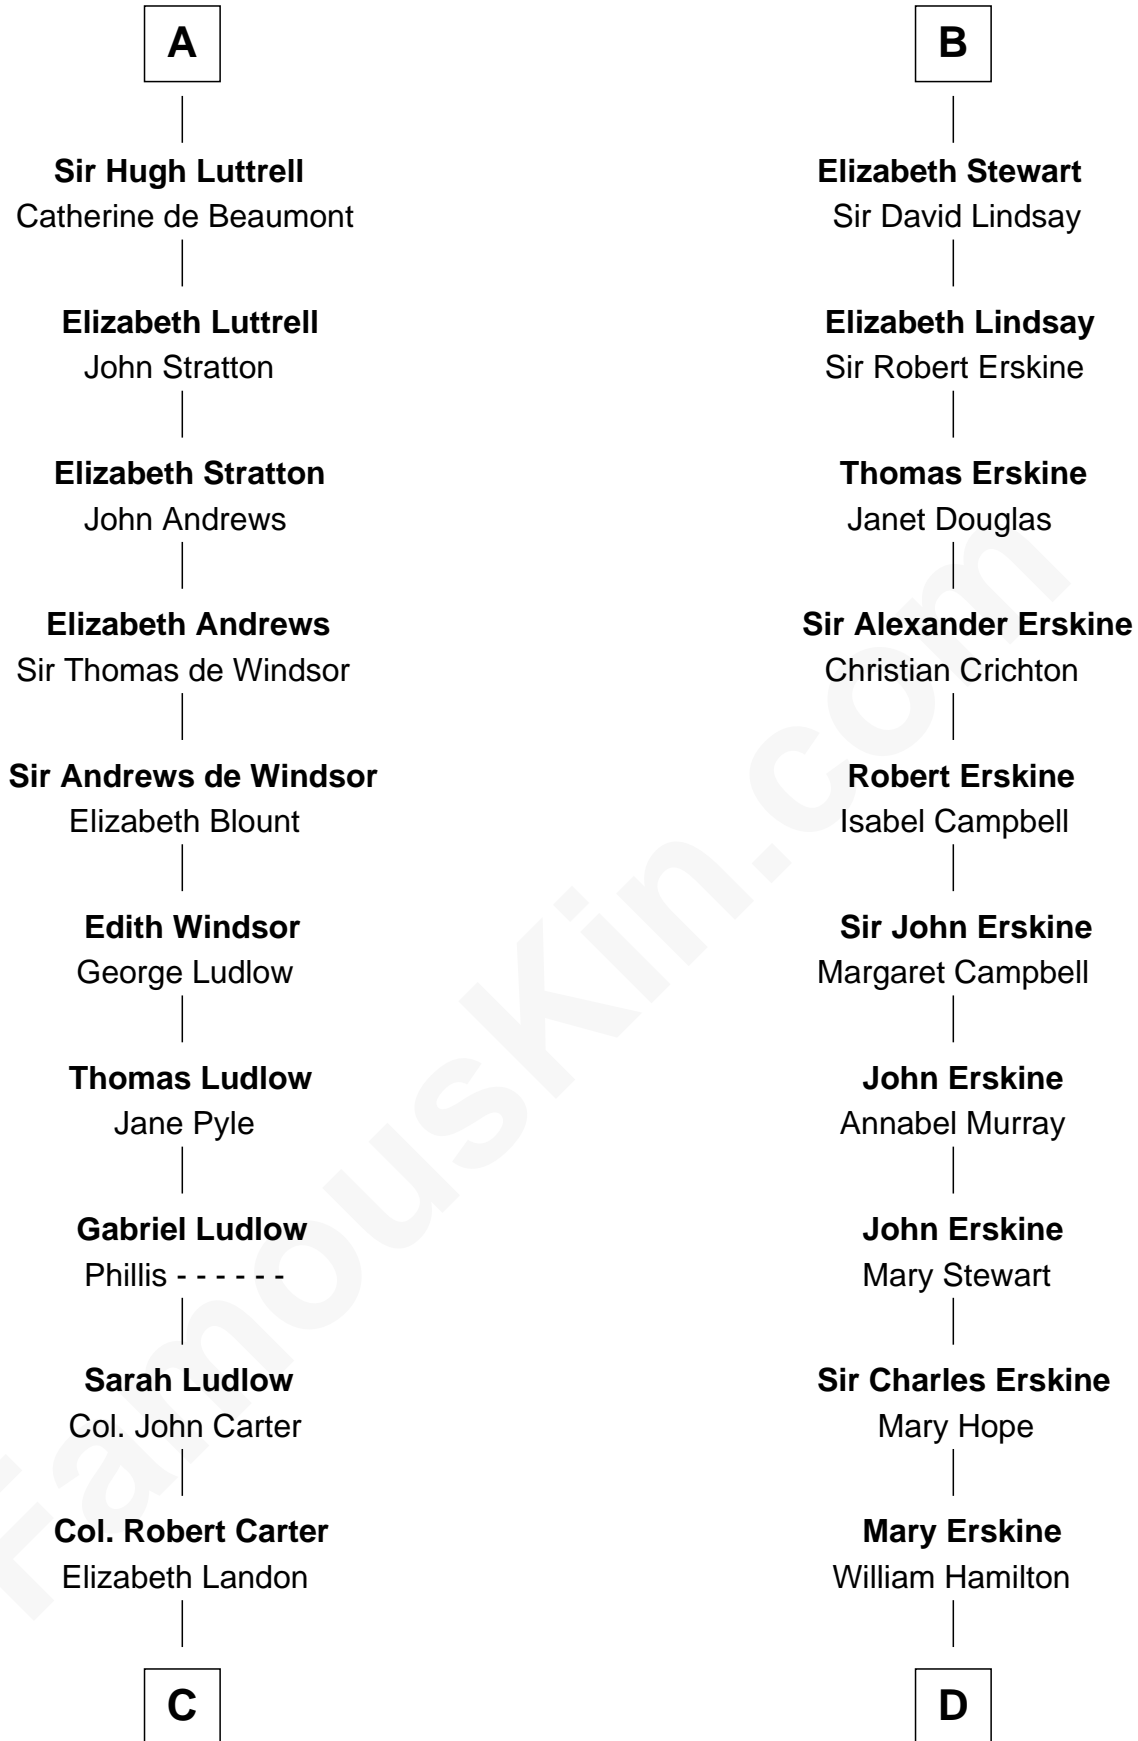 A
Sir Hugh Luttrell
Catherine de Beaumont
Elizabeth Luttrell
John Stratton
Elizabeth Stratton
John Andrews
Elizabeth Andrews
Sir Thomas de Windsor
Sir Andrews de Windsor
Elizabeth Blount
Edith Windsor
George Ludlow
Thomas Ludlow
Jane Pyle
Gabriel Ludlow
Phillis - - - - - -
Sarah Ludlow
Col. John Carter
Col. Robert Carter
Elizabeth Landon
C
B
Elizabeth Stewart
Sir David Lindsay
Elizabeth Lindsay
Sir Robert Erskine
Thomas Erskine
Janet Douglas
Sir Alexander Erskine
Christian Crichton
Robert Erskine
Isabel Campbell
Sir John Erskine
Margaret Campbell
John Erskine
Annabel Murray
John Erskine
Mary Stewart
Sir Charles Erskine
Mary Hope
Mary Erskine
William Hamilton
D
FamousKin.com